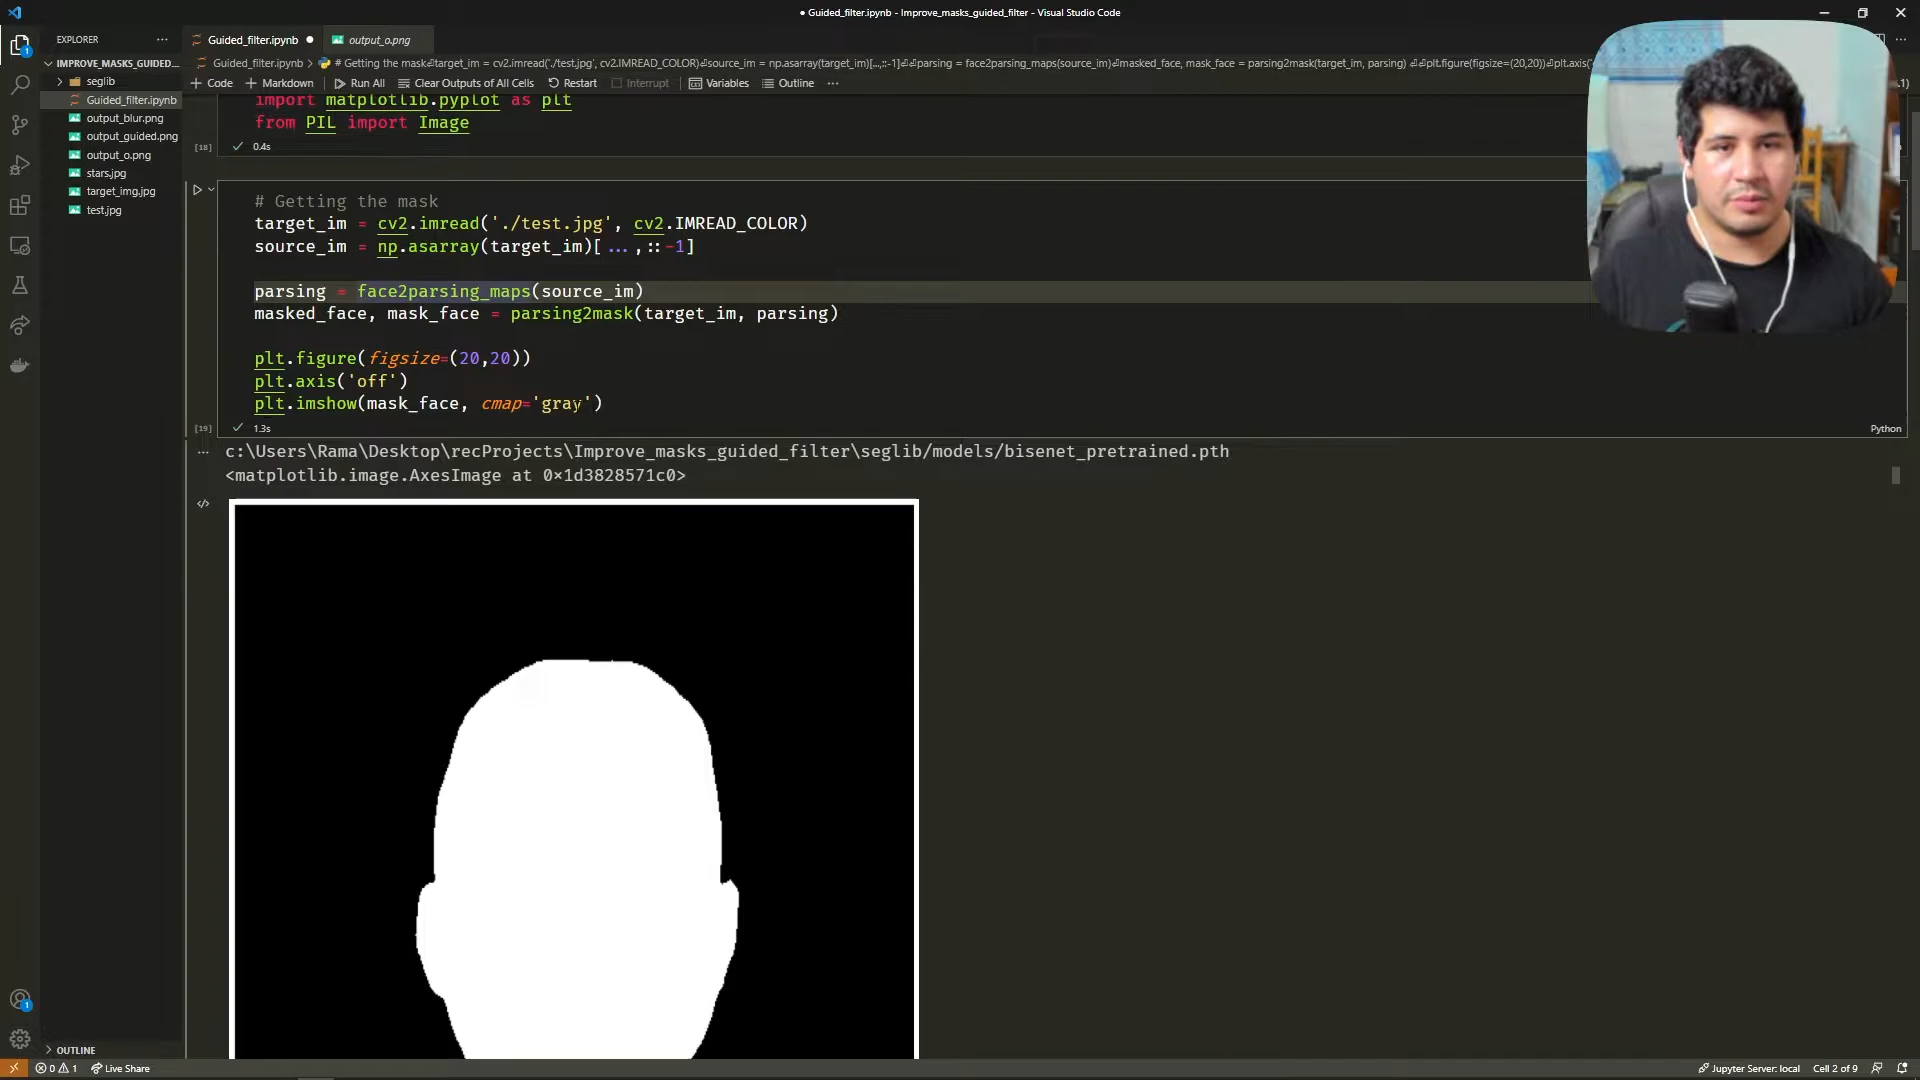 ● Guided_filter.ipynb - Improve_masks_guided_filter - Visual Studio Code
EXPLORER
Guided_filter.ipynb ●
output_o.png
IMPROVE_MASKS_GUIDED...
seglib
Guided_filter.ipynb
output_blur.png
output_guided.png
output_o.png
stars.jpg
target_img.jpg
test.jpg
Guided_filter.ipynb > # Getting the mask⏎target_im = cv2.imread('./test.jpg', cv2.IMREAD_COLOR)⏎source_im = np.asarray(target_im)[...,::-1]⏎⏎parsing = face2parsing_maps(source_im)⏎masked_face, mask_face = parsing2mask(target_im, parsing) ⏎⏎plt.figure(figsize=(20,20))⏎plt.axis('
+ Code + Markdown Run All Clear Outputs of All Cells Restart Interrupt Variables Outline ...
import matplotlib.pyplot as plt
from PIL import Image
[18] 0.4s
# Getting the mask
target_im = cv2.imread('./test.jpg', cv2.IMREAD_COLOR)
source_im = np.asarray(target_im)[...,::-1]
parsing = face2parsing_maps(source_im)
masked_face, mask_face = parsing2mask(target_im, parsing)
plt.figure(figsize=(20,20))
plt.axis('off')
plt.imshow(mask_face, cmap='gray')
[19] 1.3s
Python
c:\Users\Rama\Desktop\recProjects\Improve_masks_guided_filter\seglib/models/bisenet_pretrained.pth
<matplotlib.image.AxesImage at 0×1d3828571c0>
OUTLINE
0 1 Live Share
Jupyter Server: local Cell 2 of 9